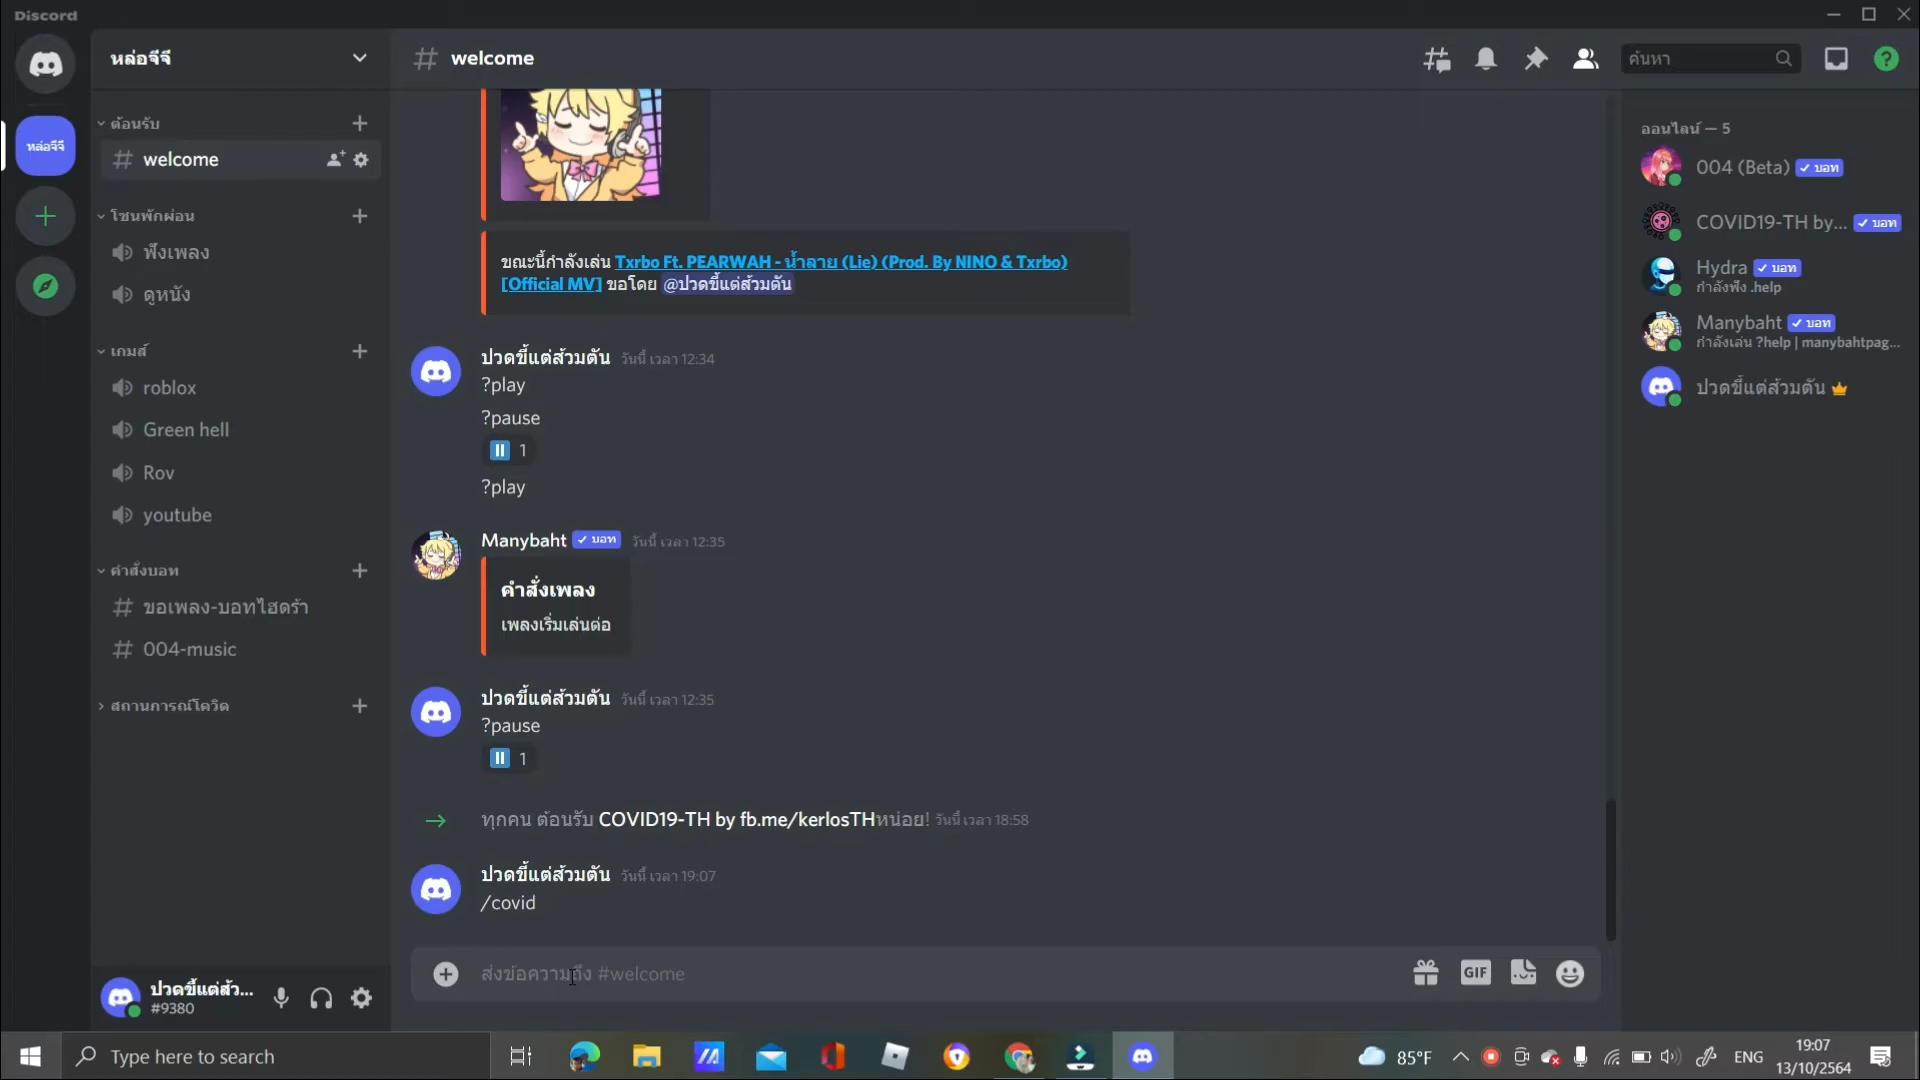 Discord
หล่อจีจี
welcome
ค้นหา
หล่อจีจี
ต้อนรับ
welcome
โซนพักผ่อน
ฟังเพลง
ดูหนัง
เกมส์
roblox
Green hell
Rov
youtube
คำสั่งบอท
ขอเพลง-บอทไฮดร้า
004-music
สถานการณ์โควิด
ปวดขี้แต่ส้ว...
#9380
ขณะนี้กำลังเล่น Txrbo Ft. PEARWAH - น้ำลาย (Lie) (Prod. By NINO & Txrbo)
[Official MV] ขอโดย @ปวดขี้แต่ส้วมตัน
ปวดขี้แต่ส้วมตัน วันนี้ เวลา 12:34
?play
?pause
1
?play
Manybaht บอท วันนี้ เวลา 12:35
คำสั่งเพลง
เพลงเริ่มเล่นต่อ
ปวดขี้แต่ส้วมตัน วันนี้ เวลา 12:35
?pause
1
ทุกคน ต้อนรับ COVID19-TH by fb.me/kerlosTHหน่อย! วันนี้ เวลา 18:58
ปวดขี้แต่ส้วมตัน วันนี้ เวลา 19:07
/covid
ส่งข้อความถึง #welcome
GIF
ออนไลน์ — 5
004 (Beta) บอท
COVID19-TH by... บอท
Hydra บอท
กำลังฟัง .help
Manybaht บอท
กำลังเล่น ?help | manybahtpag...
ปวดขี้แต่ส้วมตัน
Type here to search
85°F
ENG
19:07
13/10/2564